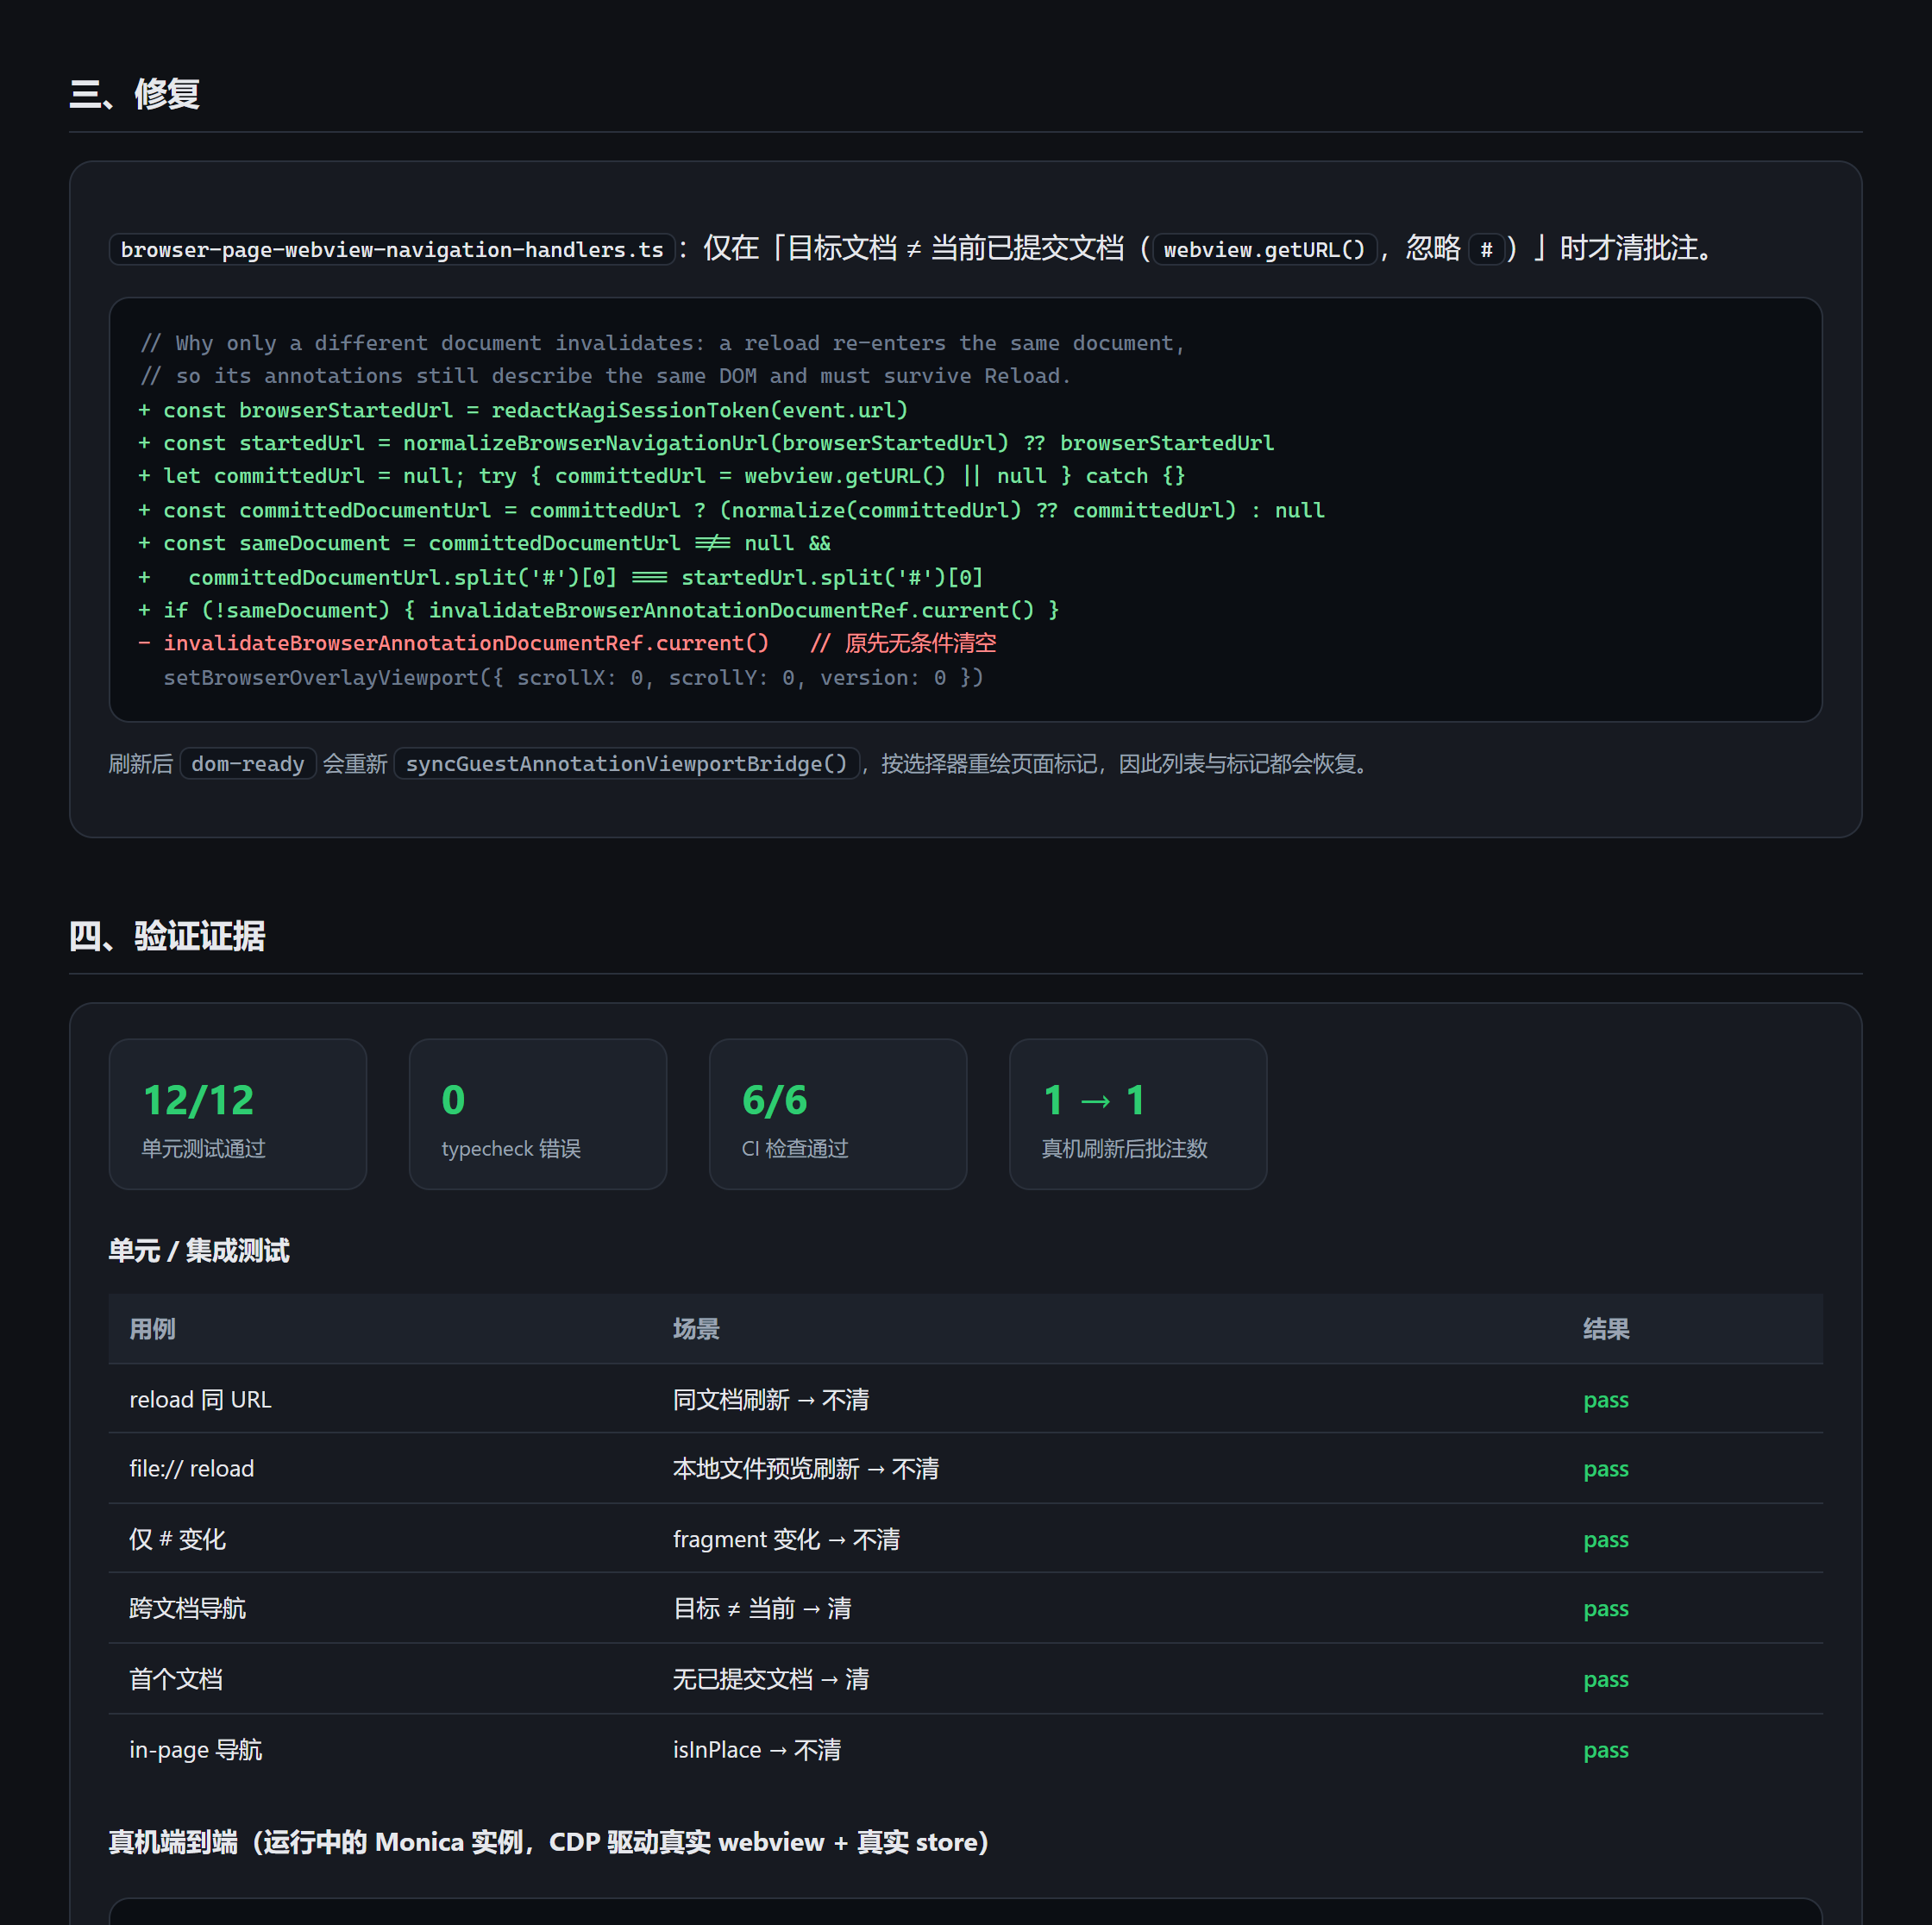 三、修复
browser-page-webview-navigation-handlers.ts：仅在「目标文档 ≠ 当前已提交文档（webview.getURL()，忽略 #）」时才清批注。
// Why only a different document invalidates: a reload re-enters the same document,
// so its annotations still describe the same DOM and must survive Reload.
+ const browserStartedUrl = redactKagiSessionToken(event.url)
+ const startedUrl = normalizeBrowserNavigationUrl(browserStartedUrl) ?? browserStartedUrl
+ let committedUrl = null; try { committedUrl = webview.getURL() || null } catch {}
+ const committedDocumentUrl = committedUrl ? (normalize(committedUrl) ?? committedUrl) : null
+ const sameDocument = committedDocumentUrl !== null &&
+   committedDocumentUrl.split('#')[0] === startedUrl.split('#')[0]
+ if (!sameDocument) { invalidateBrowserAnnotationDocumentRef.current() }
− invalidateBrowserAnnotationDocumentRef.current()   // 原先无条件清空
  setBrowserOverlayViewport({ scrollX: 0, scrollY: 0, version: 0 })
刷新后 dom-ready 会重新 syncGuestAnnotationViewportBridge()，按选择器重绘页面标记，因此列表与标记都会恢复。
四、验证证据
12/12 0 6/6 1 → 1
单元测试通过 typecheck 错误 CI 检查通过 真机刷新后批注数
单元 / 集成测试
用例 场景 结果
reload 同 URL 同文档刷新 → 不清 pass
file:// reload 本地文件预览刷新 → 不清 pass
仅 # 变化 fragment 变化 → 不清 pass
跨文档导航 目标 ≠ 当前 → 清 pass
首个文档 无已提交文档 → 清 pass
in-page 导航 isInPlace → 不清 pass
真机端到端（运行中的 Monica 实例，CDP 驱动真实 webview + 真实 store）